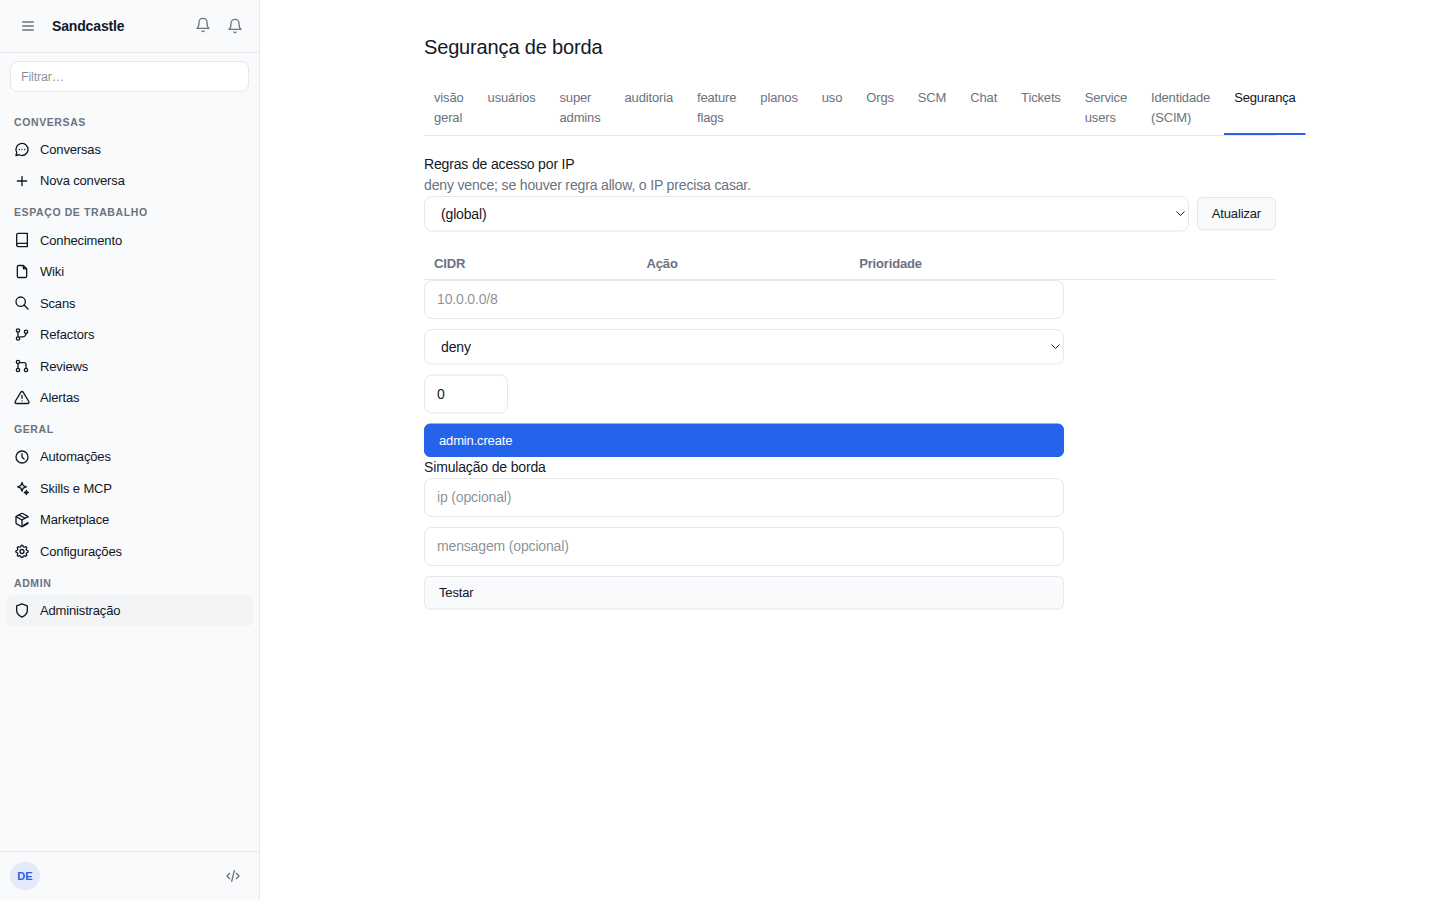 Sandcastle
Filtrar…
CONVERSAS
Conversas
Nova conversa
ESPAÇO DE TRABALHO
Conhecimento
Wiki
Scans
Refactors
Reviews
Alertas
GERAL
Automações
Skills e MCP
Marketplace
Configurações
ADMIN
Administração
DE
Segurança de borda
visão geral
usuários
super admins
auditoria
feature flags
planos
uso
Orgs
SCM
Chat
Tickets
Service users
Identidade (SCIM)
Segurança
Regras de acesso por IP
deny vence; se houver regra allow, o IP precisa casar.
(global)
Atualizar
CIDR Ação Prioridade
10.0.0.0/8
deny
0
admin.create
Simulação de borda
ip (opcional)
mensagem (opcional)
Testar